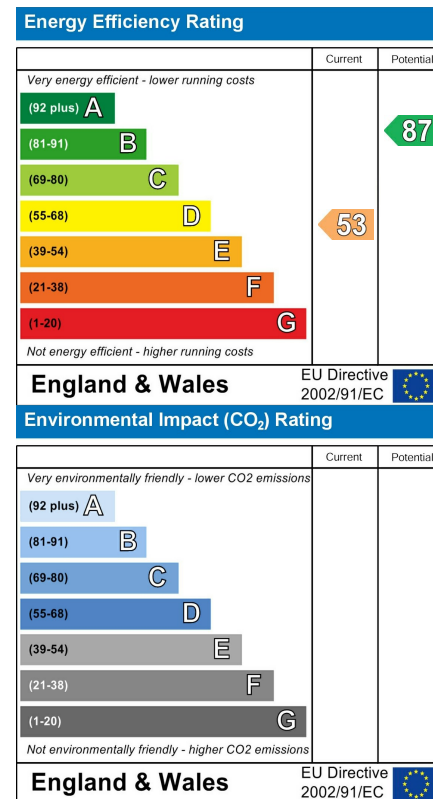 Energy Efficiency Rating
Current Potential
Very energy efficient - lower running costs
(92 plus) A
(81-91) B
87
(69-80) C
(55-68) D
53
(39-54) E
(21-38) F
(1-20) G
Not energy efficient - higher running costs
England & Wales
EU Directive
2002/91/EC
Environmental Impact (CO₂) Rating
Current Potential
Very environmentally friendly - lower CO2 emissions
(92 plus) A
(81-91) B
(69-80) C
(55-68) D
(39-54) E
(21-38) F
(1-20) G
Not environmentally friendly - higher CO2 emissions
England & Wales
EU Directive
2002/91/EC